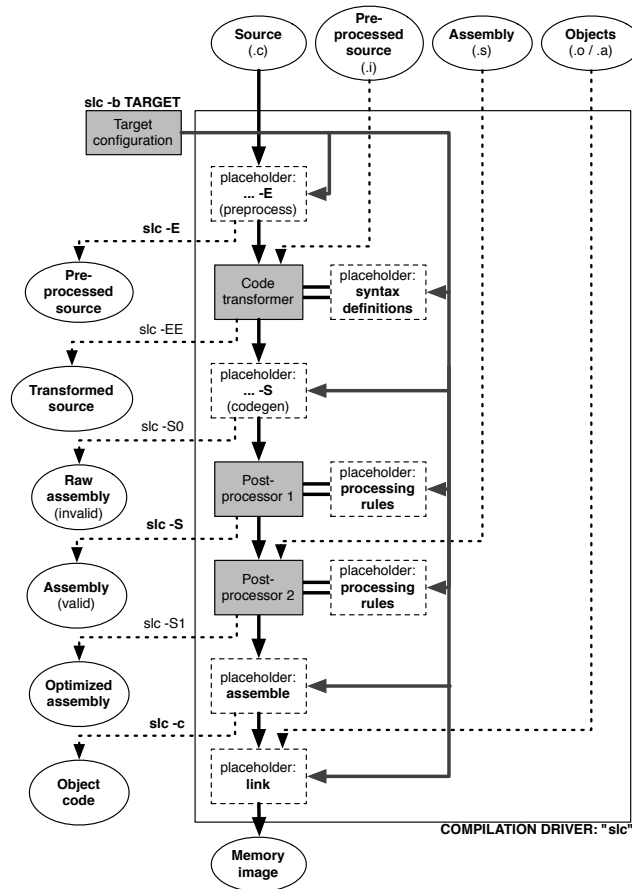 Source
(.c)
Pre-
processed
source
(.i)
Assembly
(.s)
Objects
(.o / .a)
slc -b TARGET
Target
configuration
placeholder:
... -E
(preprocess)
slc -E
Pre-
processed
source
Code
transformer
placeholder:
syntax
definitions
slc -EE
Transformed
source
placeholder:
... -S
(codegen)
slc -S0
Raw
assembly
(invalid)
Post-
processor 1
placeholder:
processing
rules
slc -S
Assembly
(valid)
Post-
processor 2
placeholder:
processing
rules
slc -S1
Optimized
assembly
placeholder:
assemble
slc -c
Object
code
placeholder:
link
COMPILATION DRIVER: "slc"
Memory
image